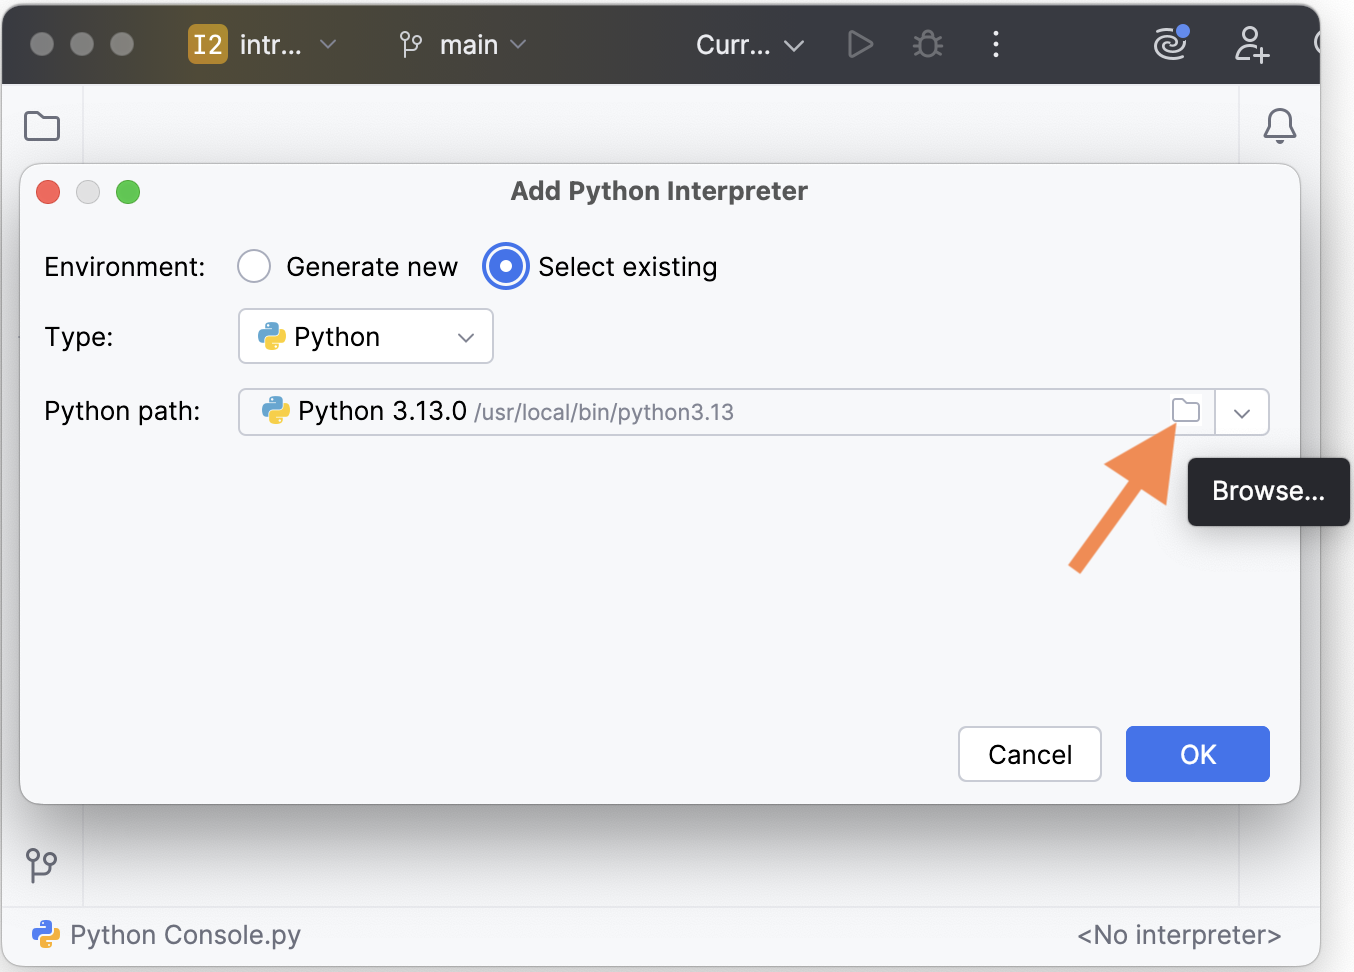 I2 intr... main Curr...
Add Python Interpreter
Environment: Generate new Select existing
Type: Python
Python path: Python 3.13.0 /usr/local/bin/python3.13
Browse...
Cancel OK
Python Console.py <No interpreter>